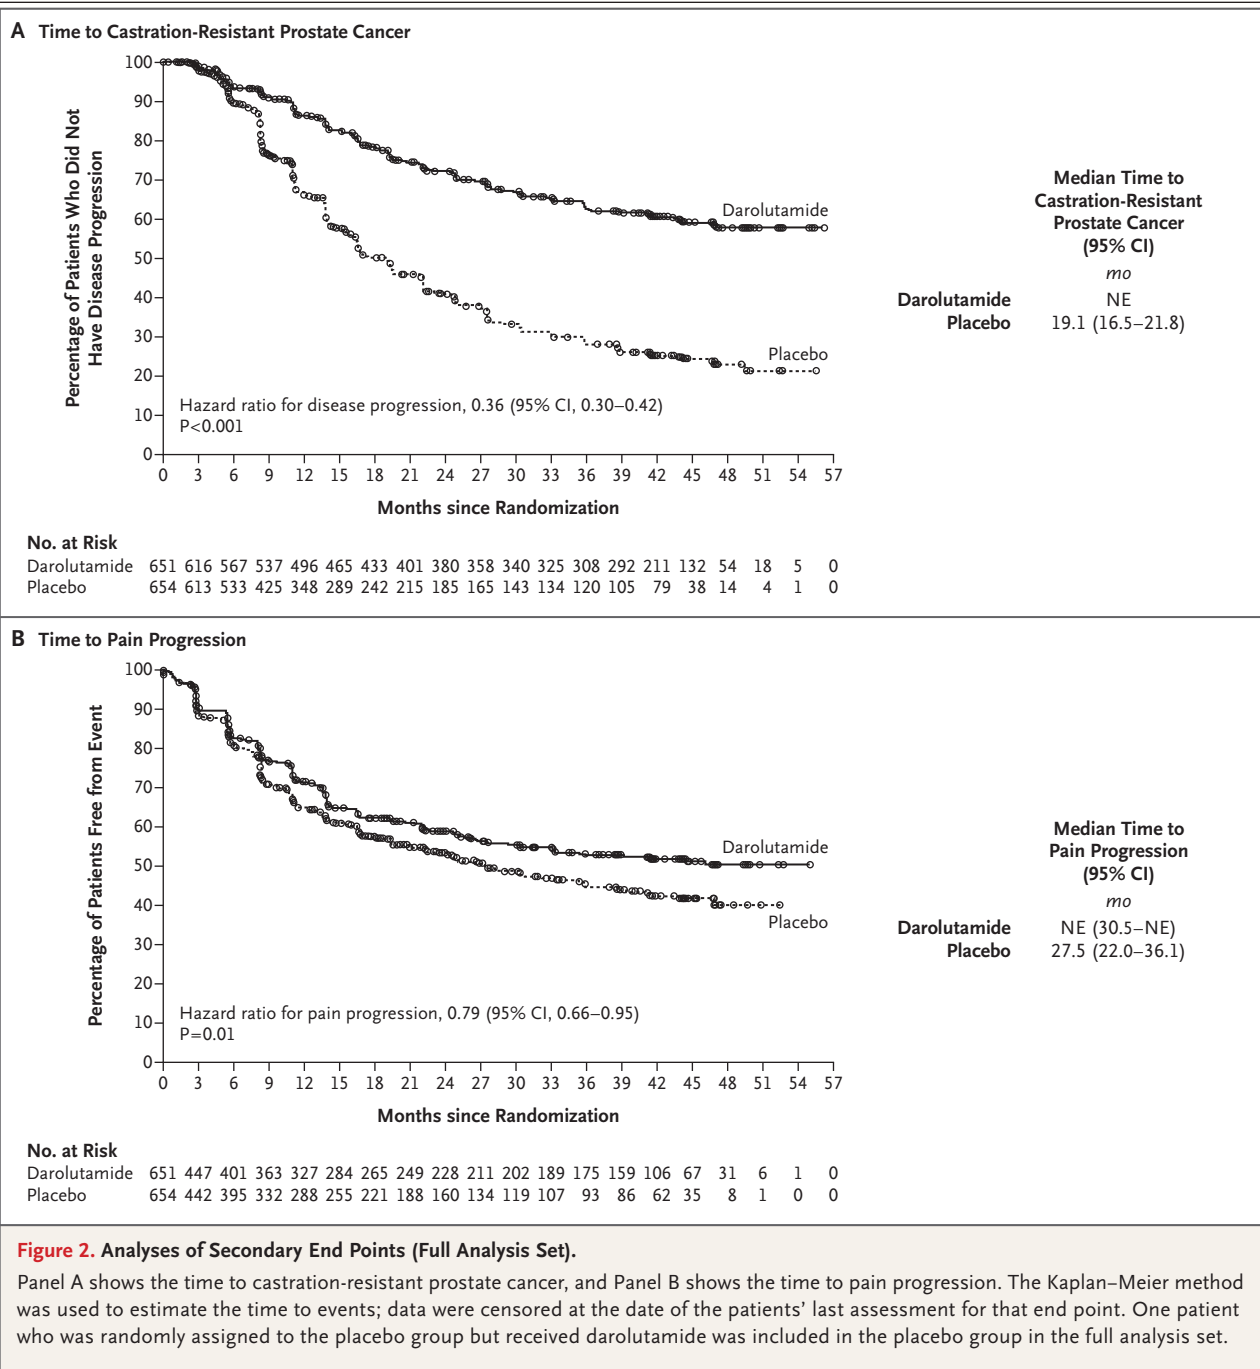 A Time to Castration-Resistant Prostate Cancer
Percentage of Patients Who Did Not
Have Disease Progression
100
90
80
70
60
50
40
30
20
10
0
Darolutamide
Placebo
Hazard ratio for disease progression, 0.36 (95% CI, 0.30–0.42)
P<0.001
0 3 6 9 12 15 18 21 24 27 30 33 36 39 42 45 48 51 54 57
Months since Randomization
Median Time to
Castration-Resistant
Prostate Cancer
(95% CI)
mo
Darolutamide NE
Placebo 19.1 (16.5–21.8)
No. at Risk
Darolutamide 651 616 567 537 496 465 433 401 380 358 340 325 308 292 211 132 54 18 5 0
Placebo 654 613 533 425 348 289 242 215 185 165 143 134 120 105 79 38 14 4 1 0
B Time to Pain Progression
Percentage of Patients Free from Event
100
90
80
70
60
50
40
30
20
10
0
Darolutamide
Placebo
Hazard ratio for pain progression, 0.79 (95% CI, 0.66–0.95)
P=0.01
0 3 6 9 12 15 18 21 24 27 30 33 36 39 42 45 48 51 54 57
Months since Randomization
Median Time to
Pain Progression
(95% CI)
mo
Darolutamide NE (30.5–NE)
Placebo 27.5 (22.0–36.1)
No. at Risk
Darolutamide 651 447 401 363 327 284 265 249 228 211 202 189 175 159 106 67 31 6 1 0
Placebo 654 442 395 332 288 255 221 188 160 134 119 107 93 86 62 35 8 1 0 0
Figure 2. Analyses of Secondary End Points (Full Analysis Set).
Panel A shows the time to castration-resistant prostate cancer, and Panel B shows the time to pain progression. The Kaplan–Meier method
was used to estimate the time to events; data were censored at the date of the patients’ last assessment for that end point. One patient
who was randomly assigned to the placebo group but received darolutamide was included in the placebo group in the full analysis set.